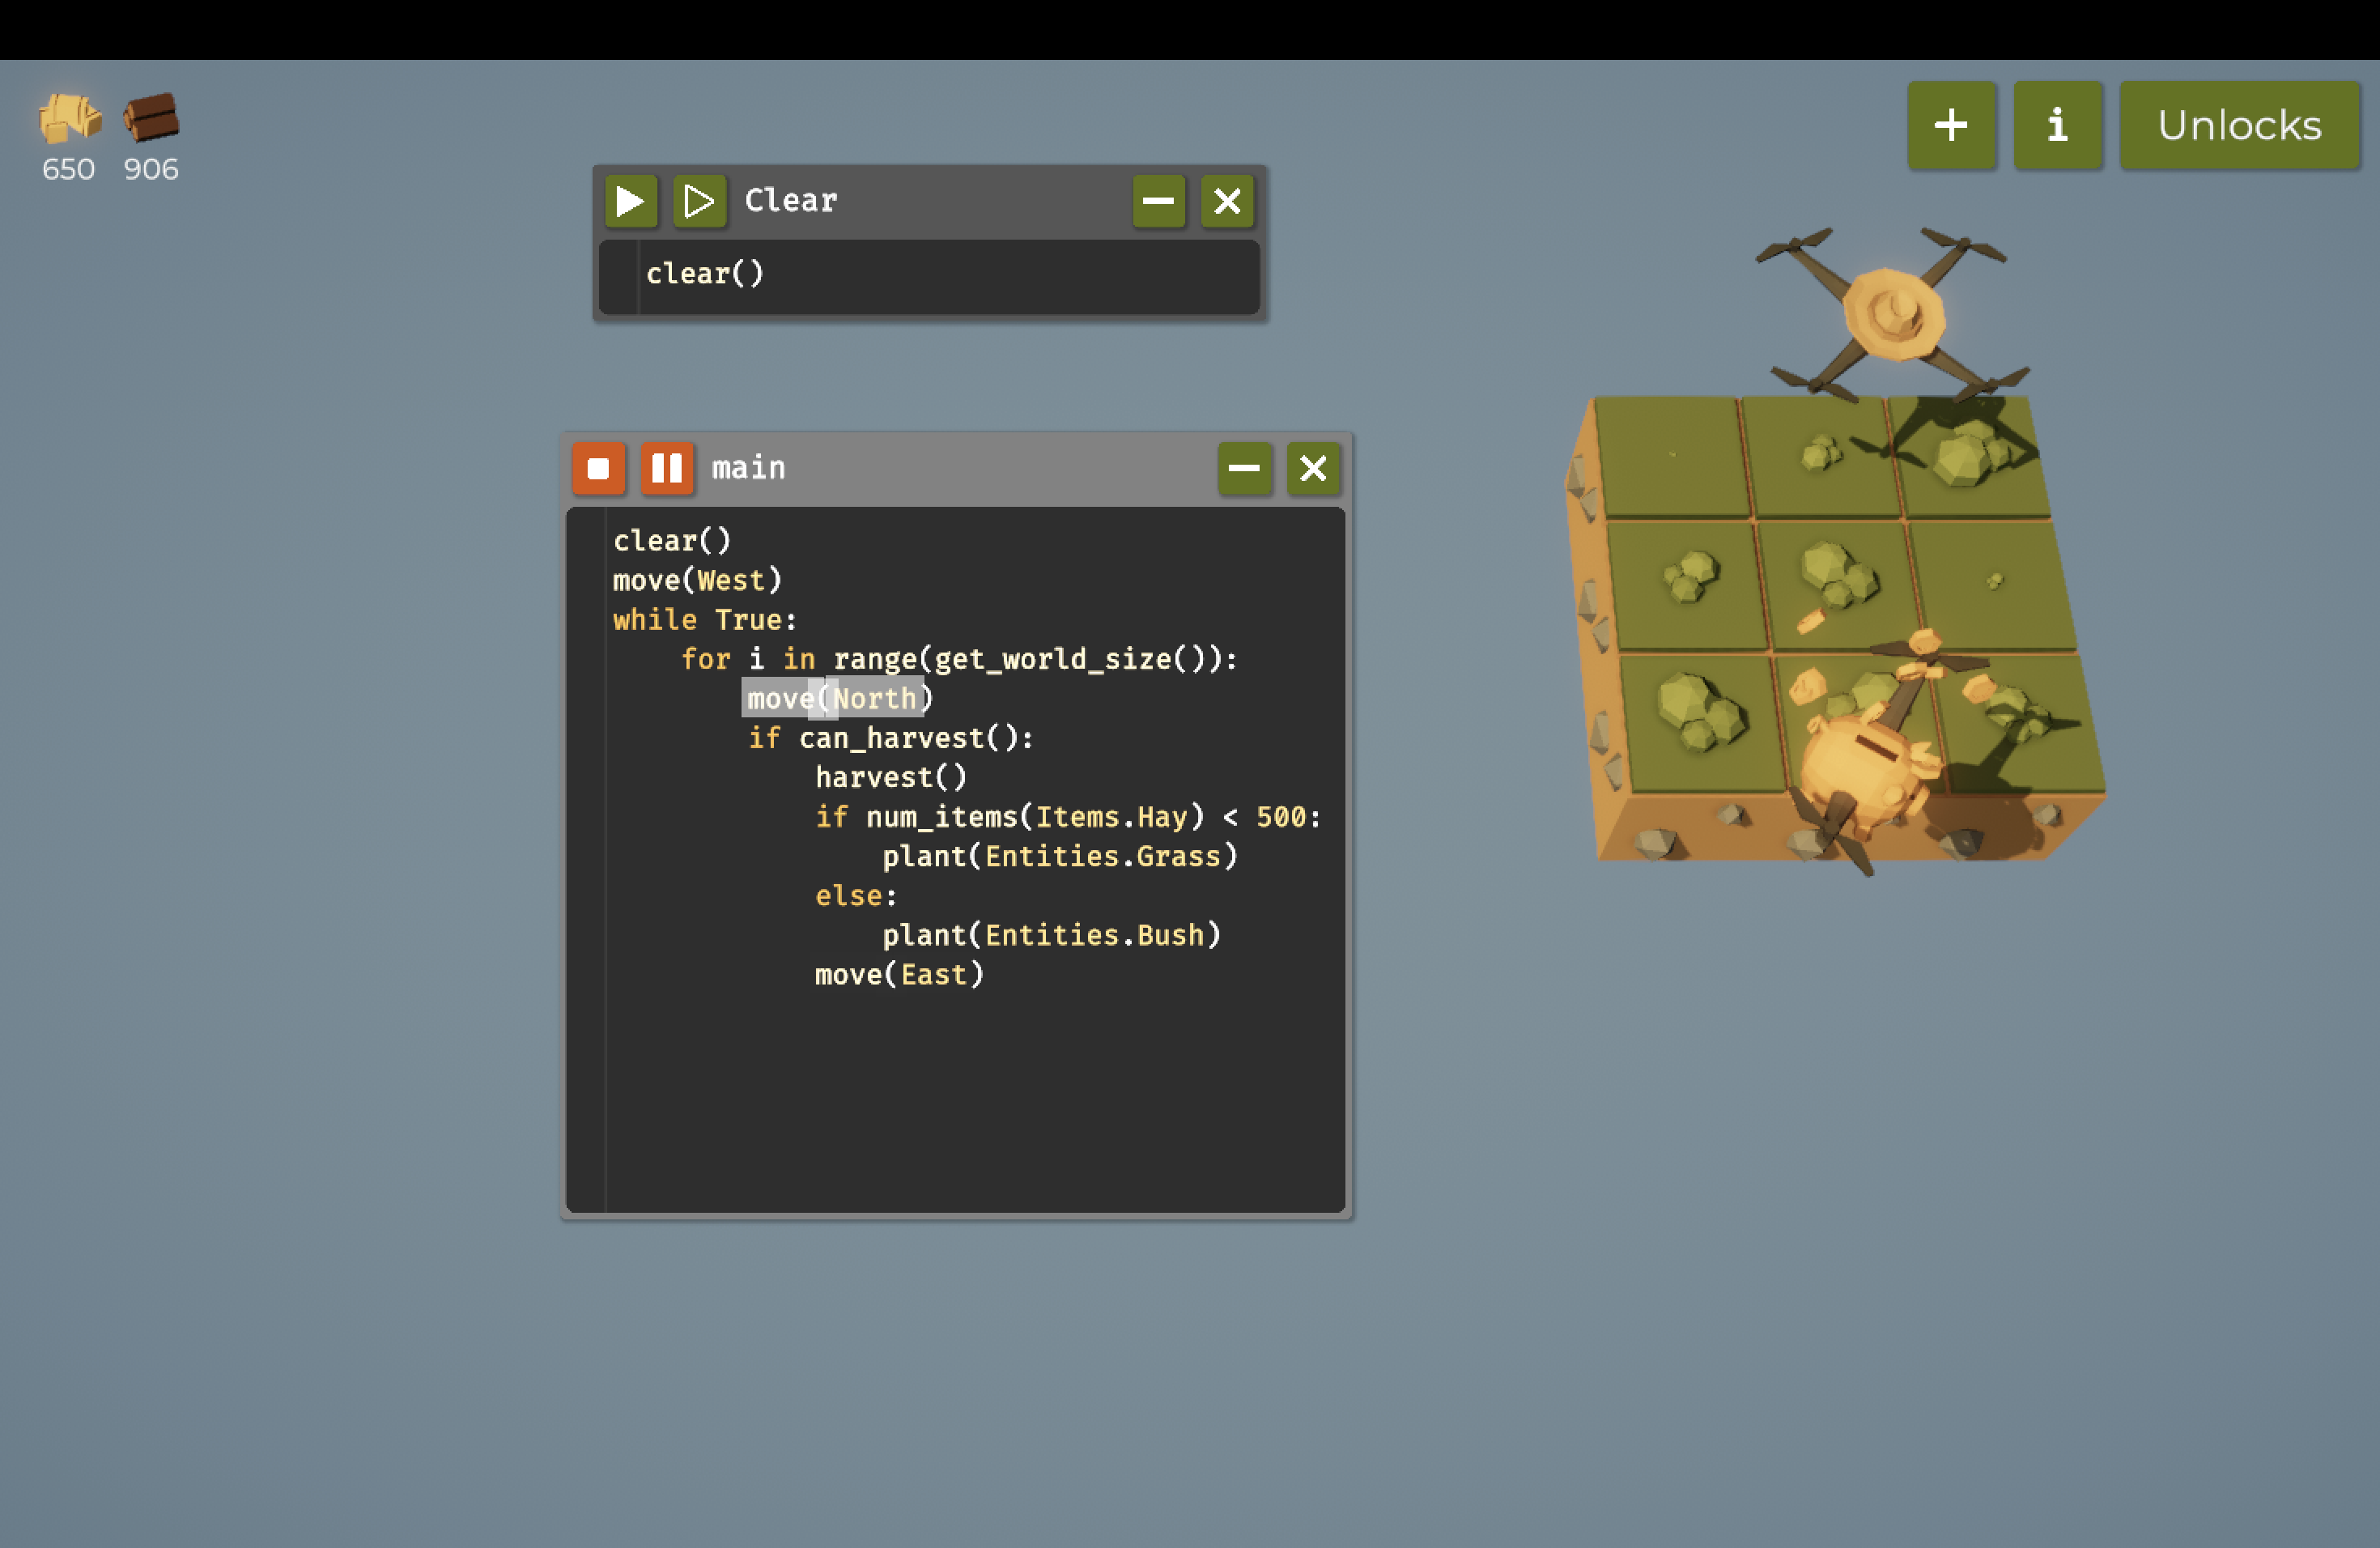 650 906
+ i Unlocks
Clear
clear()
main
clear()
move(West)
while True:
    for i in range(get_world_size()):
        move(North)
        if can_harvest():
            harvest()
            if num_items(Items.Hay) < 500:
                plant(Entities.Grass)
            else:
                plant(Entities.Bush)
            move(East)